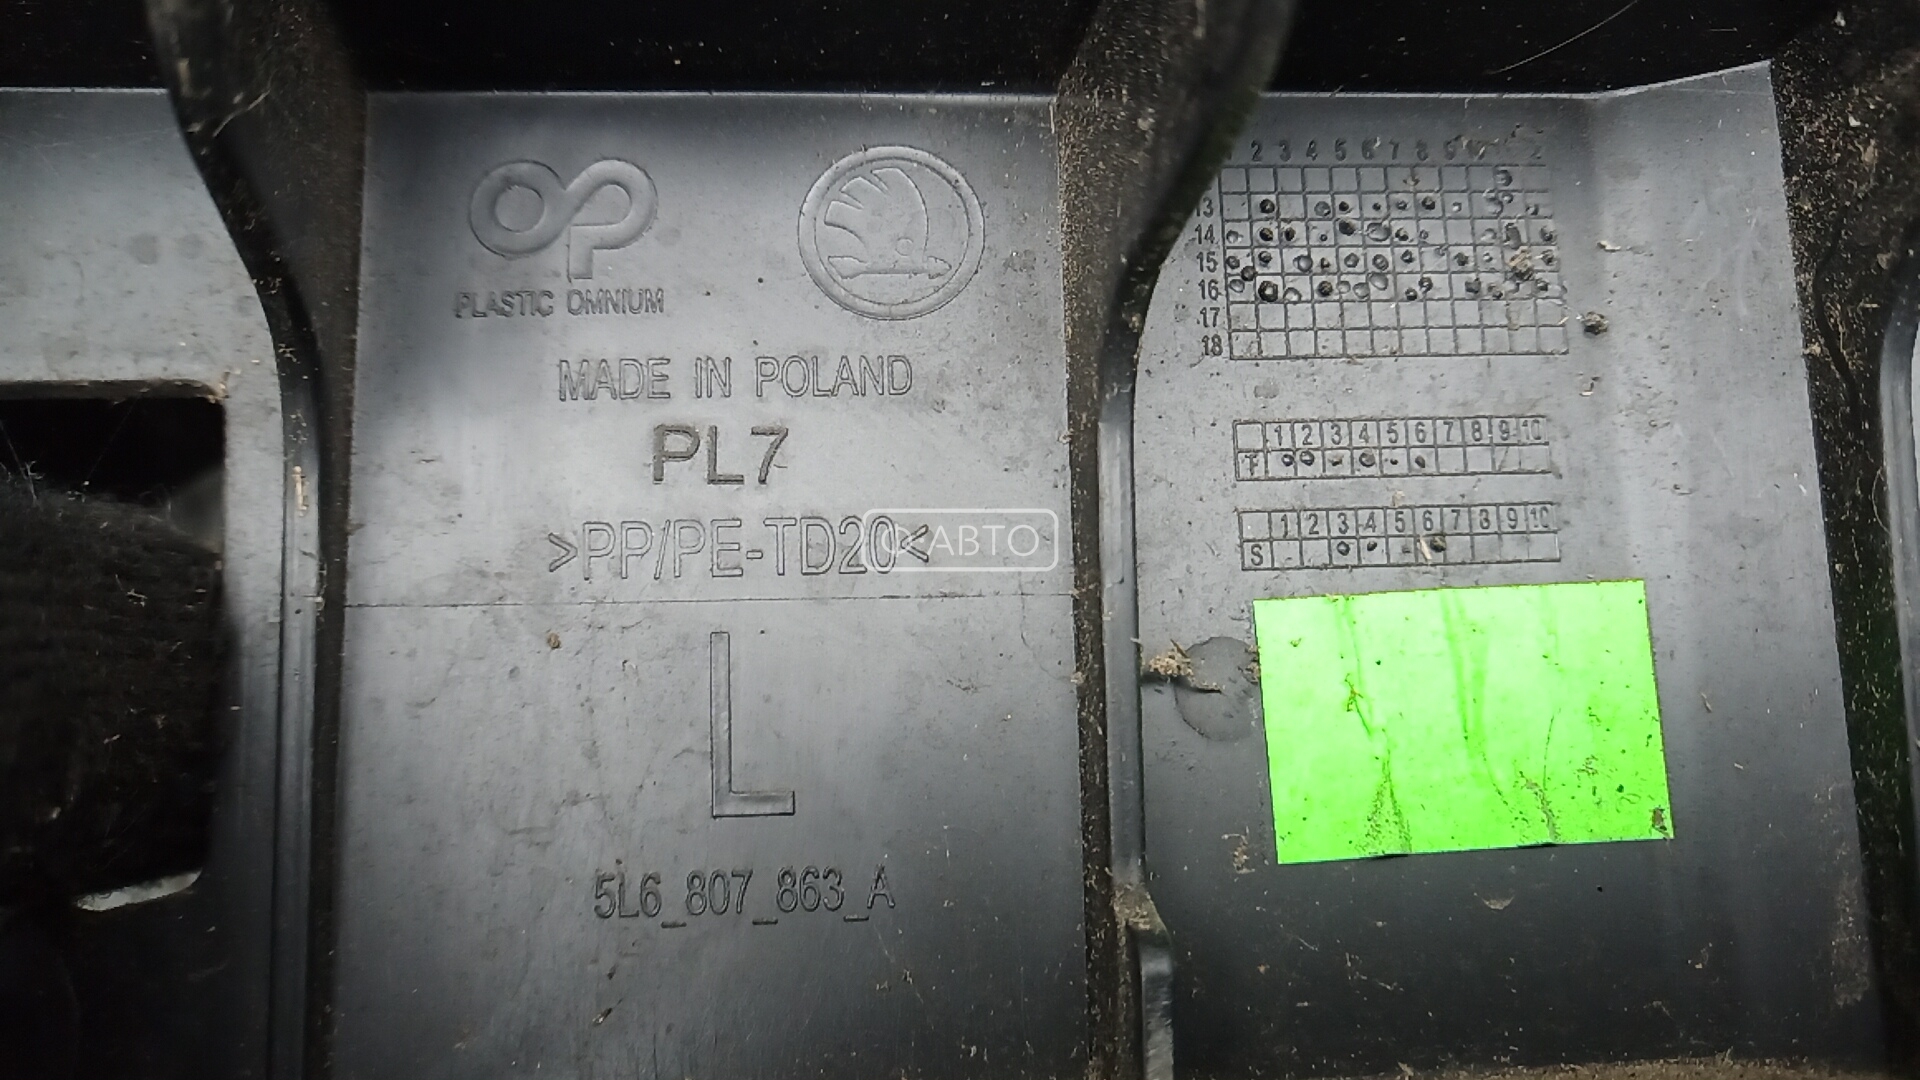 PLASTIC OMNIUM
MADE IN POLAND
PL7
>PP/PE-TD20<
АВТО
L
5L6_807_863_A
2 3 4 5 6 7 8 9
13
14
15
16
17
18
1 2 3 4 5 6 7 8 9 10
T
1 2 3 4 5 6 7 8 9 10
S